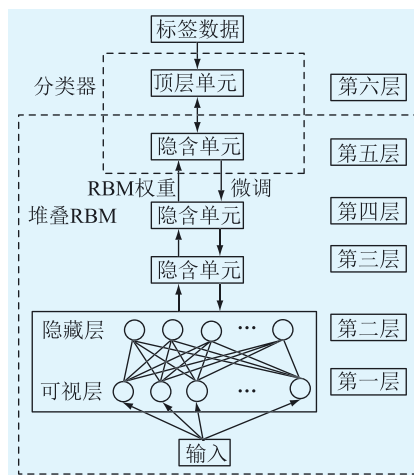 标签数据
分类器
顶层单元
第六层
隐含单元
第五层
RBM权重
微调
堆叠RBM
隐含单元
第四层
隐含单元
第三层
隐藏层
...
第二层
可视层
...
第一层
输入